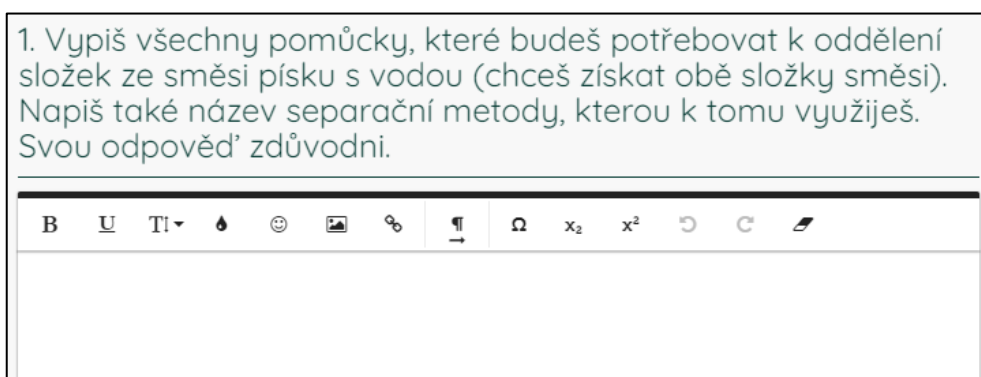 1. Vypiš všechny pomůcky, které budeš potřebovat k oddělení
složek ze směsi písku s vodou (chceš získat obě složky směsi).
Napiš také název separační metody, kterou k tomu využiješ.
Svou odpověď zdůvodni.
B U T ¶ Ω x₂ x²